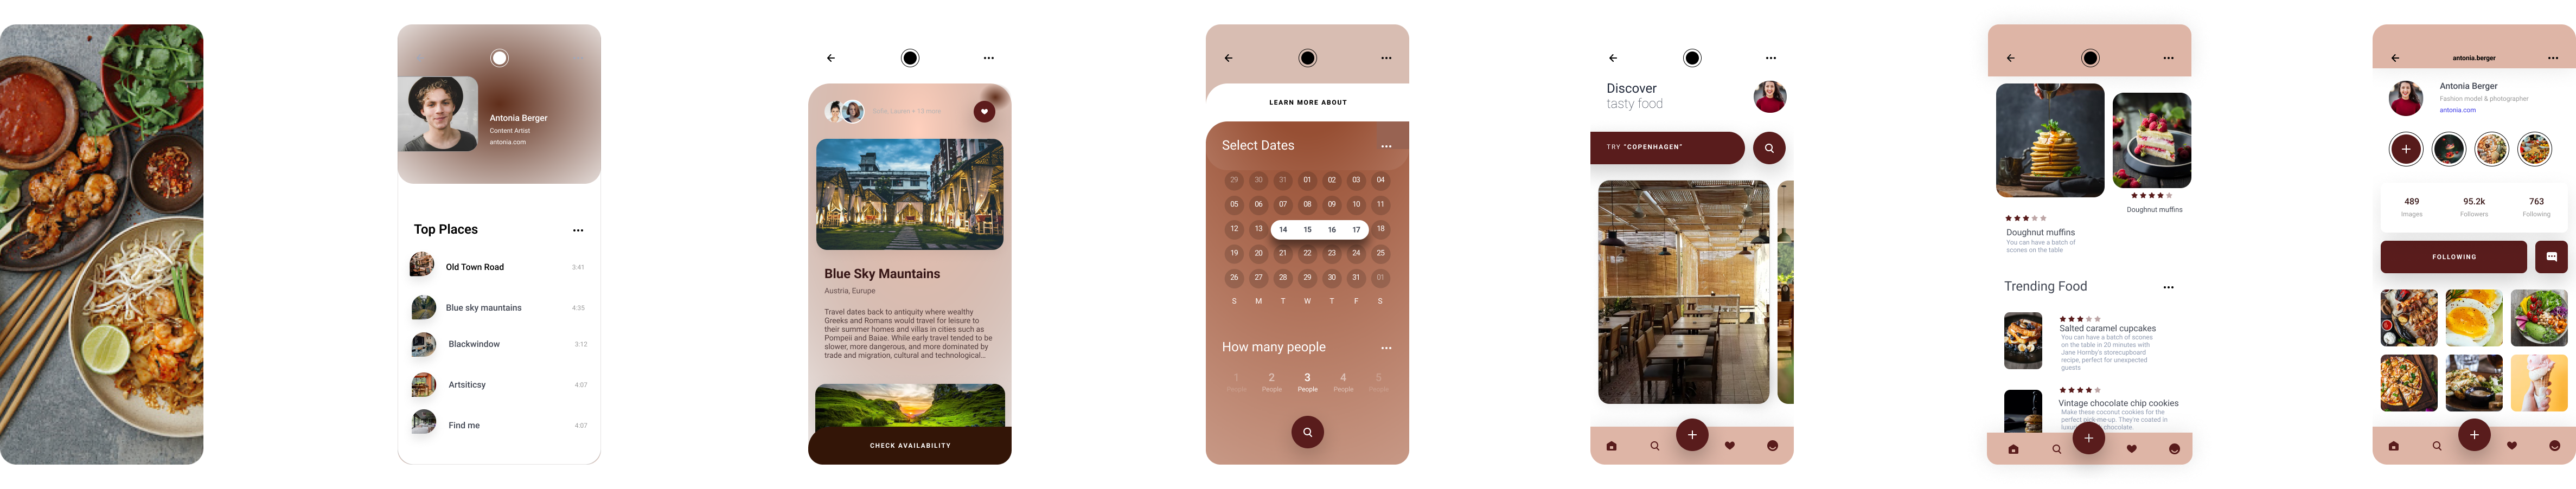 Antonia Berger
Content Artist
antonia.com
Top Places
Old Town Road
3:41
Blue sky mauntains
4:35
Blackwindow
3:12
Artsiticsy
4:07
Find me
4:07
Sofie, Lauren + 12 more
Blue Sky Mauntains
Austria, Eurupe
Travel dates back to antiquity where wealthy
Greeks and Romans would travel for leisure to
their summer homes and villas in cities such as
Pompeii and Baiae. While early travel tended to be
slower, more dangerous, and more dominated by
trade and migration, cultural and technological...
CHECK AVAILABILITY
LEARN MORE ABOUT
Select Dates
29 30 31 01 02 03 04
05 06 07 08 09 10 11
12 13 14 15 16 17 18
19 20 21 22 23 24 25
26 27 28 29 30 31 01
S M T W T F S
How many people
1 2 3 4 5
People People People People People
Discover
tasty food
TRY "COPENHAGEN"
Doughnut muffins
Doughnut muffins
You can have a batch of
scones on the table
Trending Food
Salted caramel cupcakes
You can have a batch of scones
on the table in 20 minutes with
Jane Hornby's storecupboard
recipe, perfect for unexpected
guests
Vintage chocolate chip cookies
Make these coconut cookies for the
perfect pick-me-up. They're coated in
chocolate.
antonia.berger
Antonia Berger
Fashion model & photographer
antonia.com
489 95.2k 763
Images Followers Following
FOLLOWING